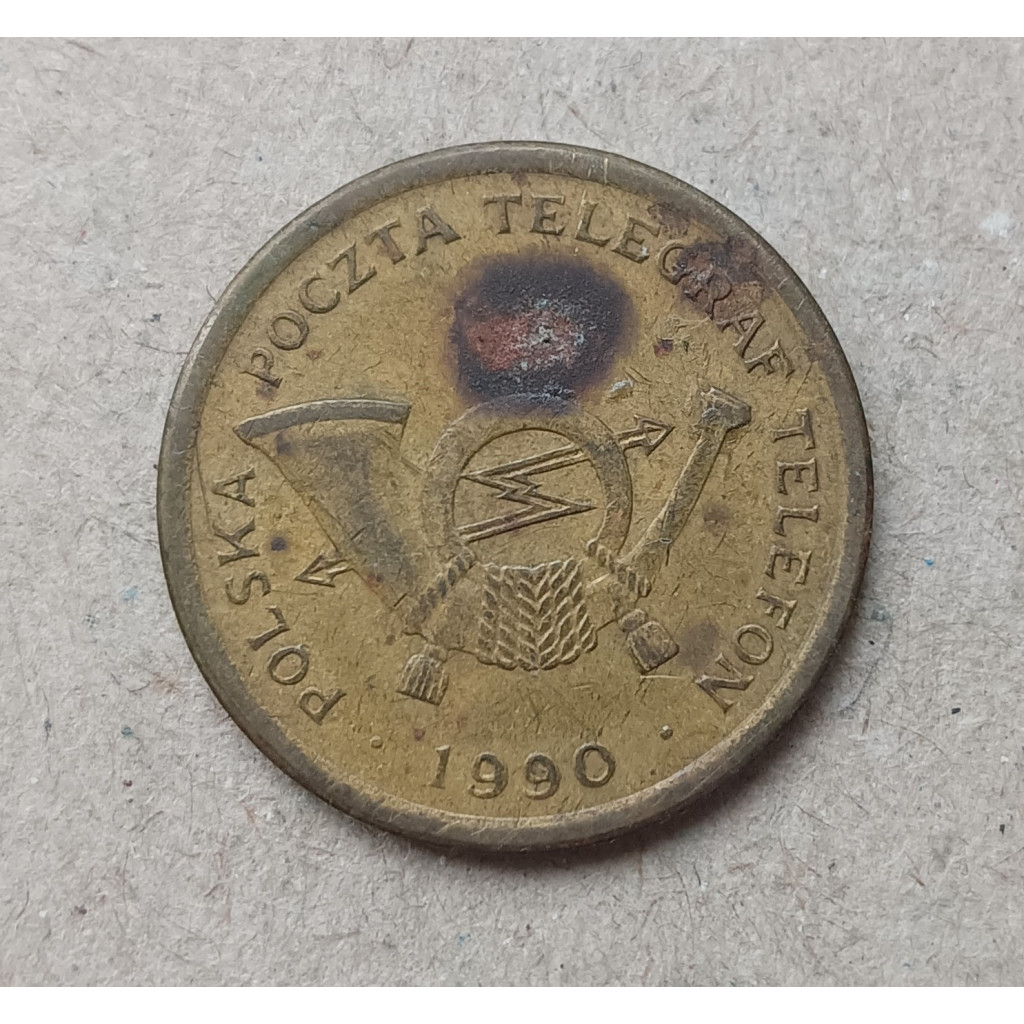 POLSKA POCZTA TELEGRAF TELEFON
· 1990 ·